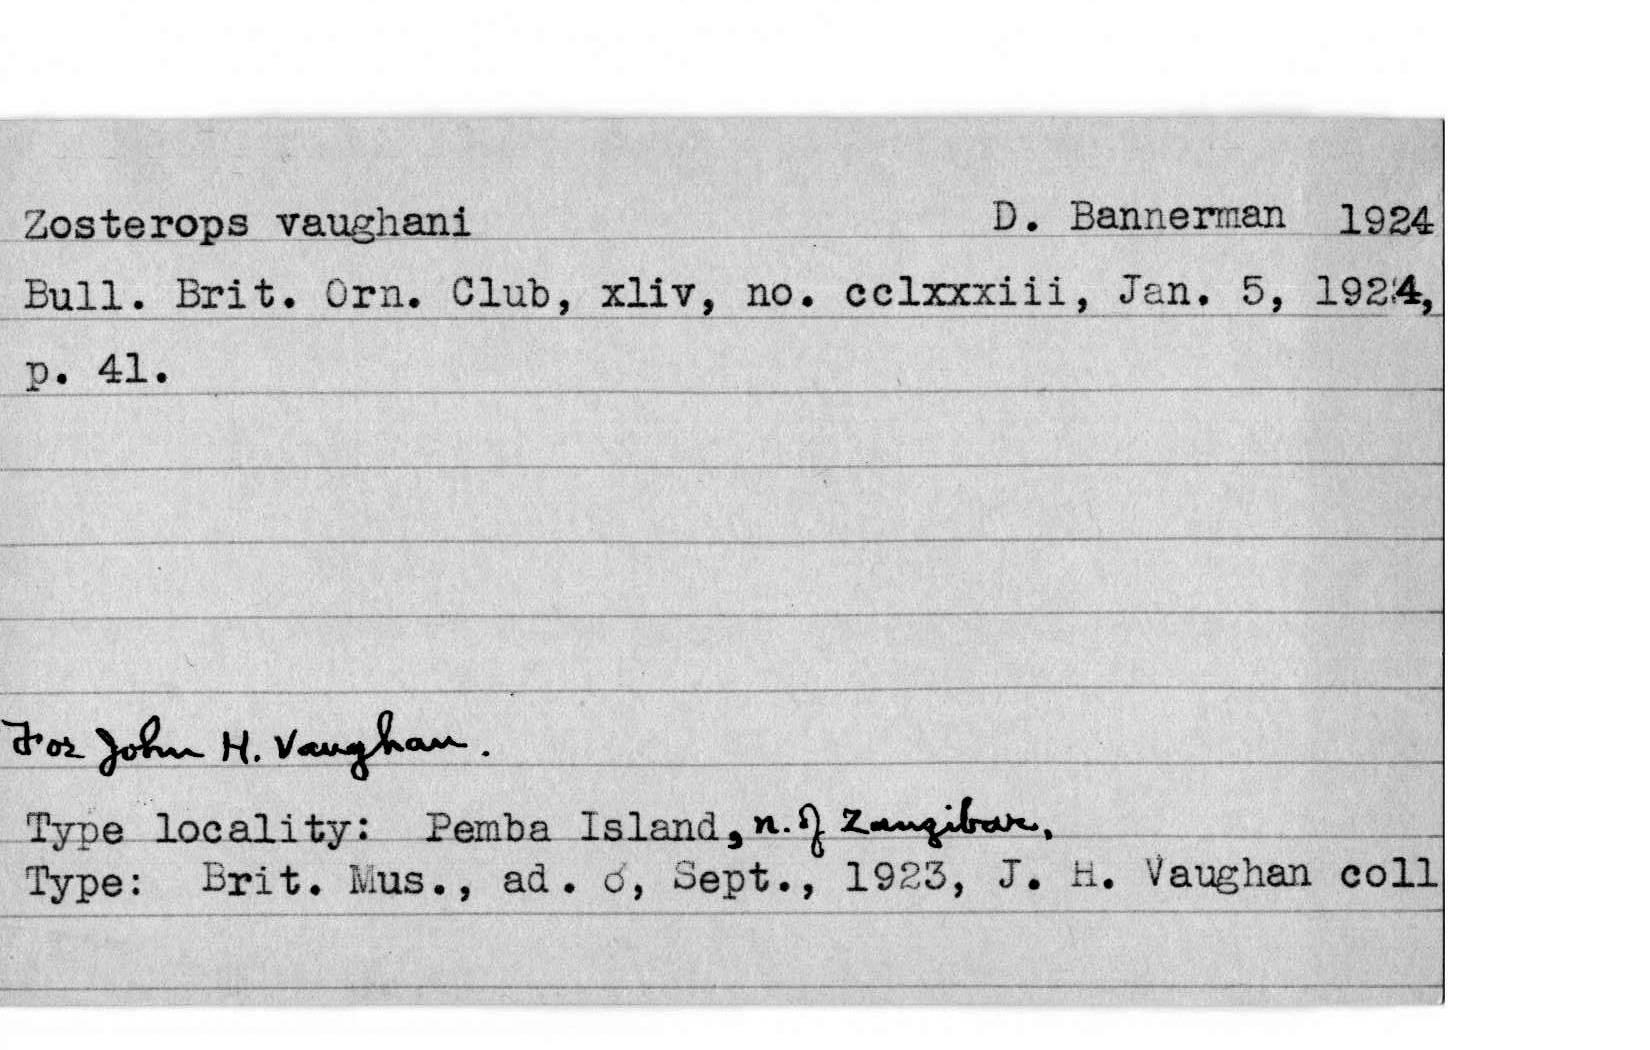 Zosterops vaughani D. Bannerman 1924
Bull. Brit. Orn. Club, xliv, no. cclxxxiii, Jan. 5, 1924,
p. 41.
For John H. Vaughan.
Type locality: Pemba Island, n. of Zanzibar.
Type: Brit. Mus., ad. ♂, Sept., 1923, J. H. Vaughan coll